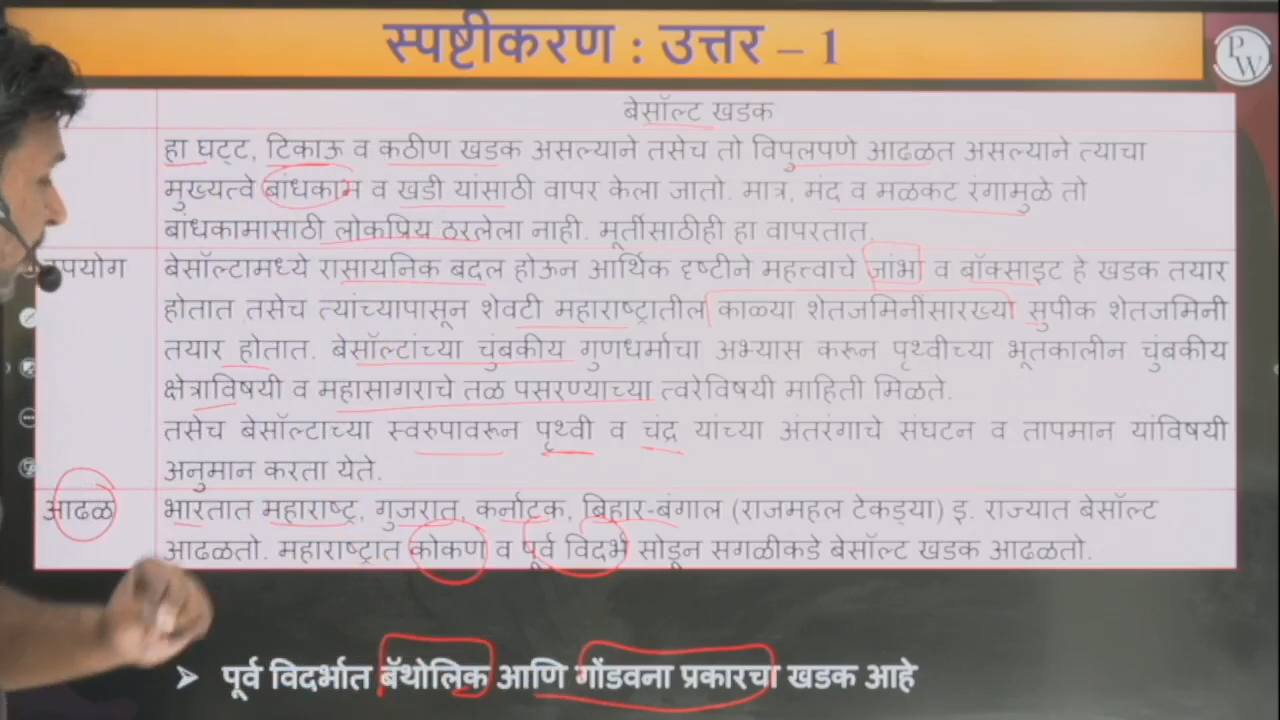 स्पष्टीकरण : उत्तर – 1
PW
बेसॉल्ट खडक
हा घट्ट, टिकाऊ व कठीण खडक असल्याने तसेच तो विपुलपणे आढळत असल्याने त्याचा
मुख्यत्वे बांधकाम व खडी यांसाठी वापर केला जातो. मात्र, मंद व मळकट रंगामुळे तो
बांधकामासाठी लोकप्रिय ठरलेला नाही. मूर्तीसाठीही हा वापरतात.
उपयोग
बेसॉल्टामध्ये रासायनिक बदल होऊन आर्थिक दृष्टीने महत्त्वाचे जांभा व बॉक्साइट हे खडक तयार
होतात तसेच त्यांच्यापासून शेवटी महाराष्ट्रातील काळ्या शेतजमिनीसारख्या सुपीक शेतजमिनी
तयार होतात. बेसॉल्टांच्या चुंबकीय गुणधर्माचा अभ्यास करून पृथ्वीच्या भूतकालीन चुंबकीय
क्षेत्राविषयी व महासागराचे तळ पसरण्याच्या त्वरेविषयी माहिती मिळते.
तसेच बेसॉल्टाच्या स्वरुपावरून पृथ्वी व चंद्र यांच्या अंतरंगाचे संघटन व तापमान यांविषयी
अनुमान करता येते.
आढळ
भारतात महाराष्ट्र, गुजरात, कर्नाटक, बिहार-बंगाल (राजमहल टेकड्या) इ. राज्यात बेसॉल्ट
आढळतो. महाराष्ट्रात कोकण व पूर्व विदर्भ सोडून सगळीकडे बेसॉल्ट खडक आढळतो.
➢ पूर्व विदर्भात बॅथोलिक आणि गोंडवना प्रकारचा खडक आहे